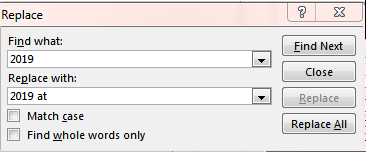 Replace
Find what:
2019
Find Next
Close
Replace with:
2019 at
Replace
Match case
Replace All
Find whole words only